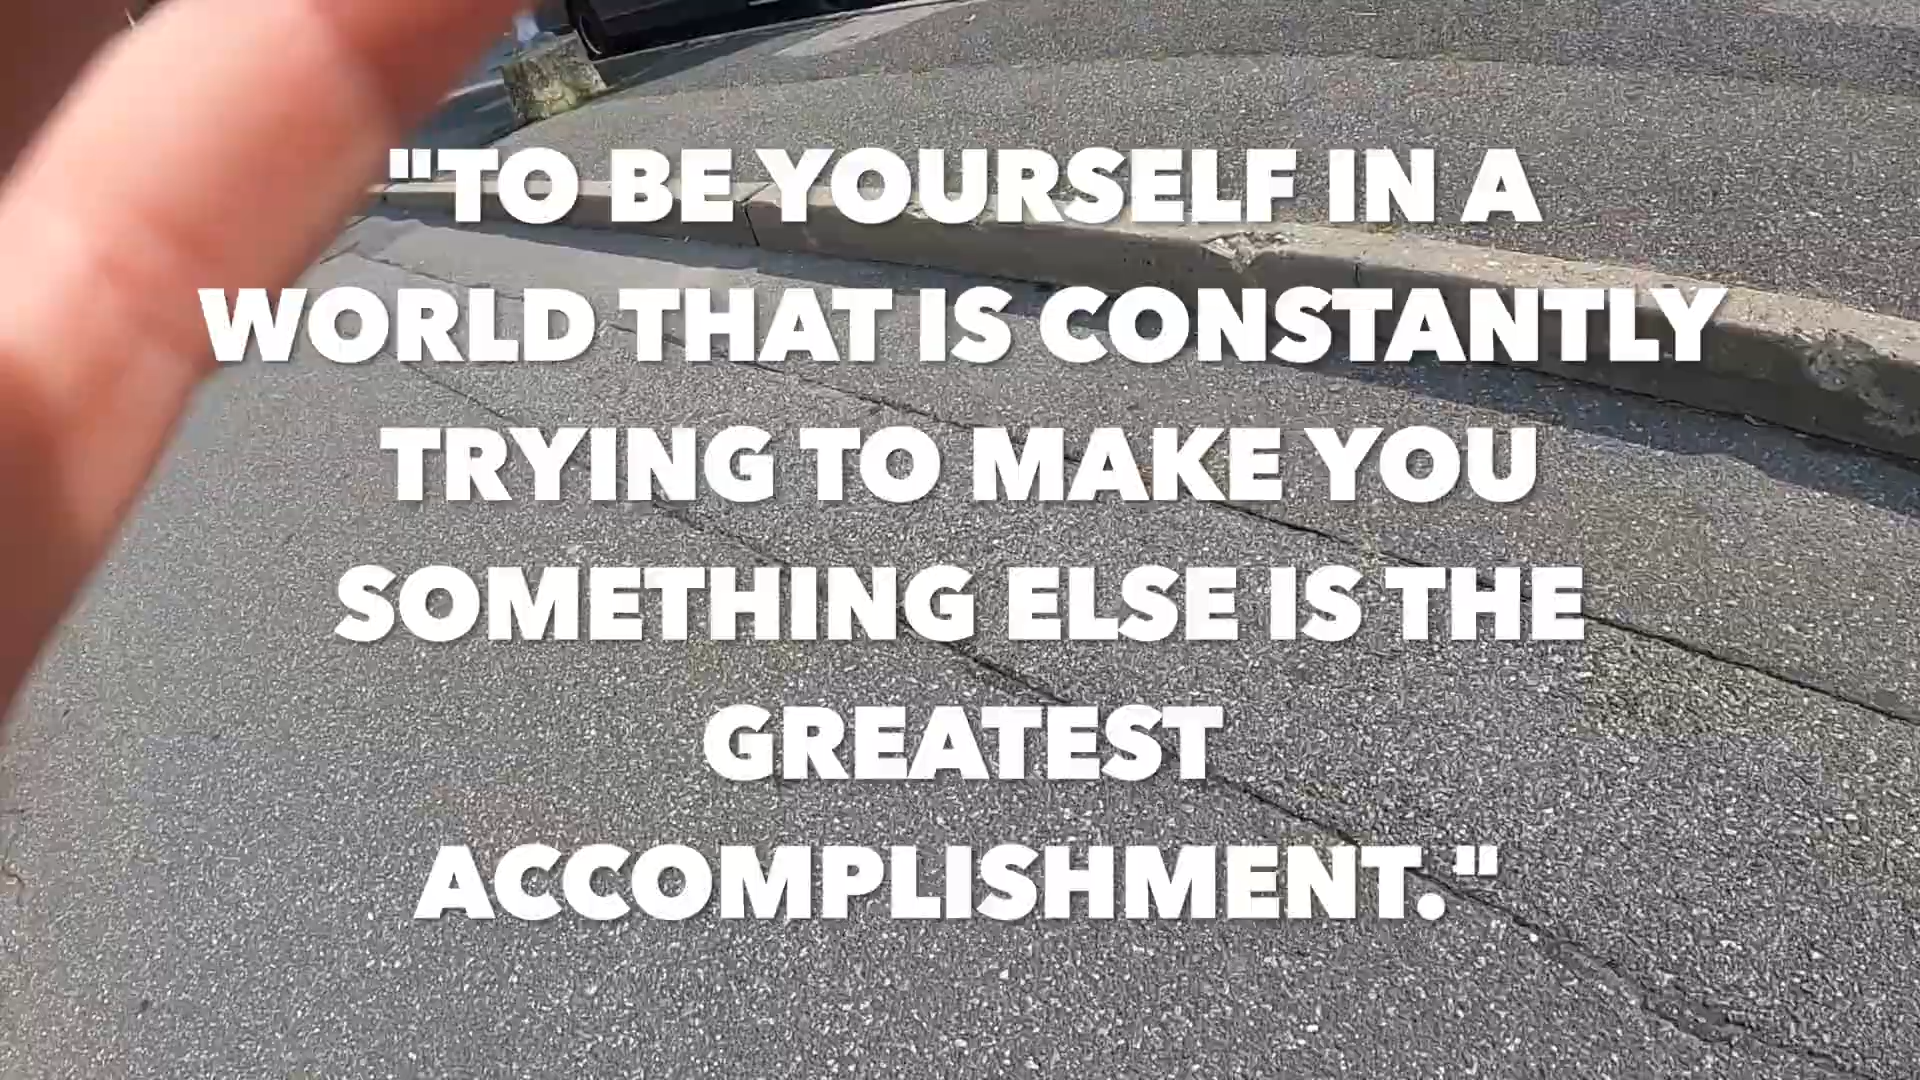 "TO BE YOURSELF IN A
WORLD THAT IS CONSTANTLY
TRYING TO MAKE YOU
SOMETHING ELSE IS THE
GREATEST
ACCOMPLISHMENT."